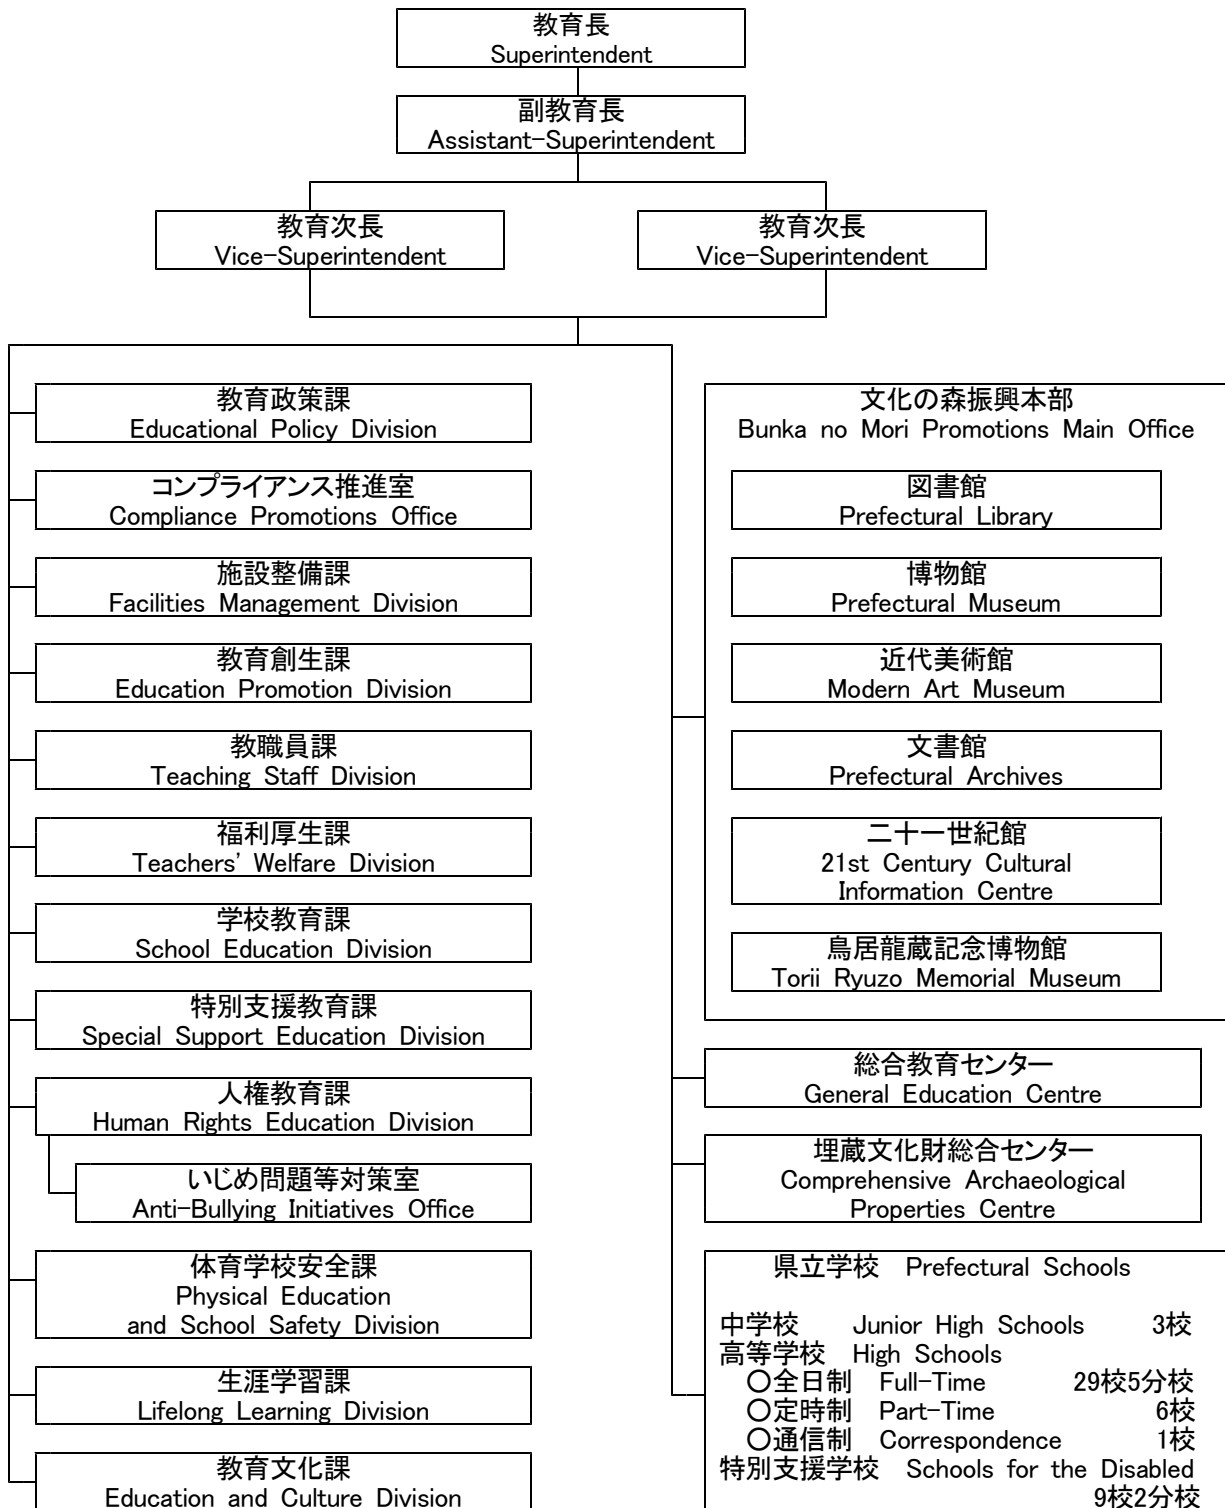 教育長
Superintendent
副教育長
Assistant-Superintendent
教育次長
Vice-Superintendent
教育次長
Vice-Superintendent
教育政策課
Educational Policy Division
コンプライアンス推進室
Compliance Promotions Office
施設整備課
Facilities Management Division
教育創生課
Education Promotion Division
教職員課
Teaching Staff Division
福利厚生課
Teachers' Welfare Division
学校教育課
School Education Division
特別支援教育課
Special Support Education Division
人権教育課
Human Rights Education Division
いじめ問題等対策室
Anti-Bullying Initiatives Office
体育学校安全課
Physical Education
and School Safety Division
生涯学習課
Lifelong Learning Division
教育文化課
Education and Culture Division
文化の森振興本部
Bunka no Mori Promotions Main Office
図書館
Prefectural Library
博物館
Prefectural Museum
近代美術館
Modern Art Museum
文書館
Prefectural Archives
二十一世紀館
21st Century Cultural
Information Centre
鳥居龍蔵記念博物館
Torii Ryuzo Memorial Museum
総合教育センター
General Education Centre
埋蔵文化財総合センター
Comprehensive Archaeological
Properties Centre
県立学校 Prefectural Schools
中学校 Junior High Schools 3校
高等学校 High Schools
〇全日制 Full-Time 29校5分校
〇定時制 Part-Time 6校
〇通信制 Correspondence 1校
特別支援学校 Schools for the Disabled
9校2分校